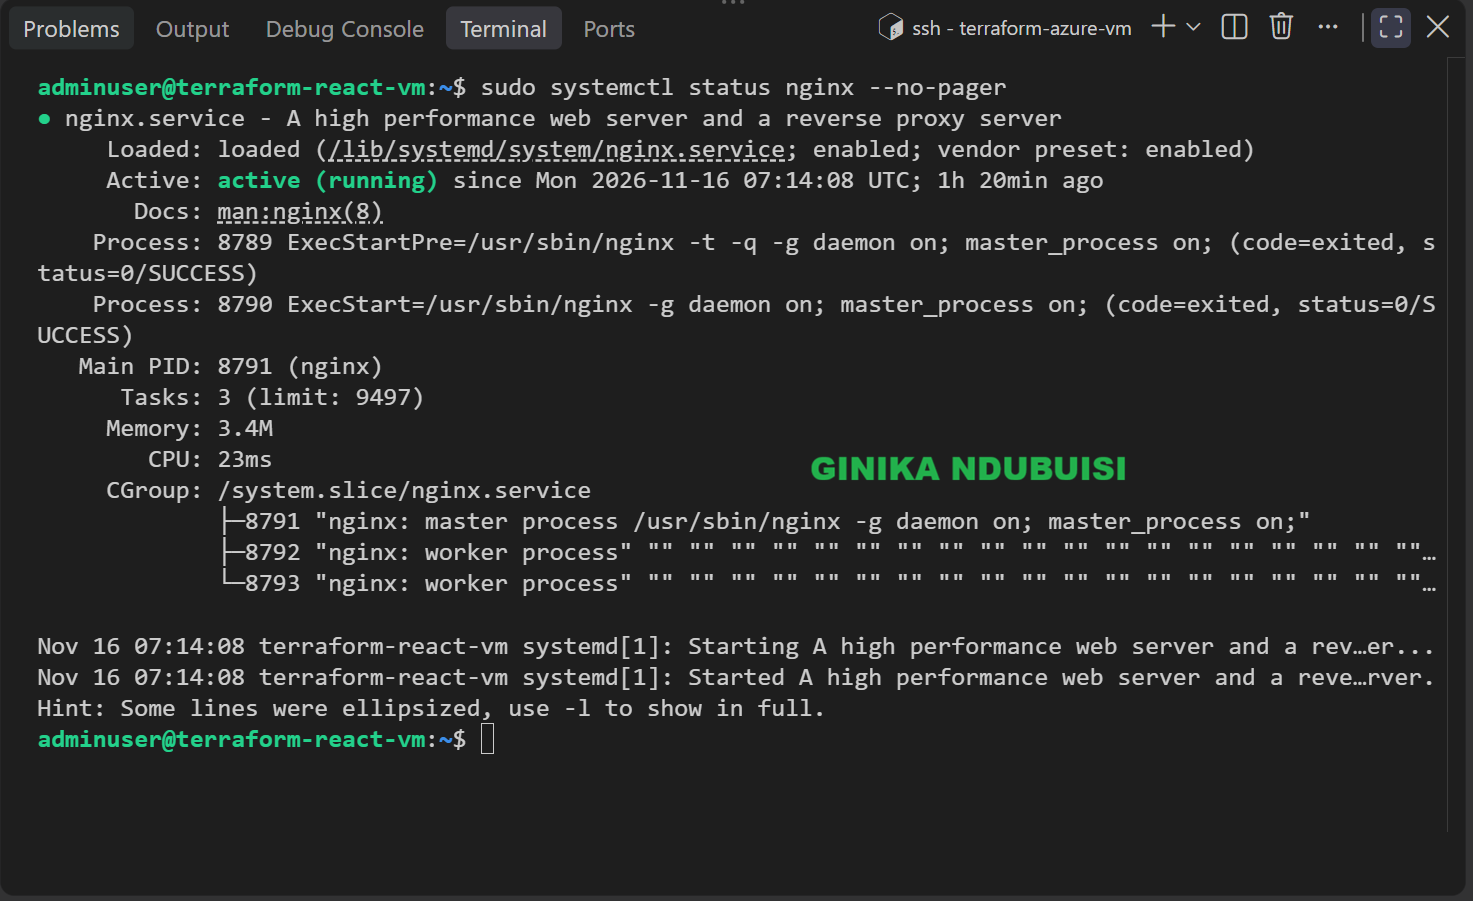 Problems Output Debug Console Terminal Ports ssh - terraform-azure-vm
adminuser@terraform-react-vm:~$ sudo systemctl status nginx --no-pager
● nginx.service - A high performance web server and a reverse proxy server
Loaded: loaded (/lib/systemd/system/nginx.service; enabled; vendor preset: enabled)
Active: active (running) since Mon 2026-11-16 07:14:08 UTC; 1h 20min ago
Docs: man:nginx(8)
Process: 8789 ExecStartPre=/usr/sbin/nginx -t -q -g daemon on; master_process on; (code=exited, s
tatus=0/SUCCESS)
Process: 8790 ExecStart=/usr/sbin/nginx -g daemon on; master_process on; (code=exited, status=0/S
UCCESS)
Main PID: 8791 (nginx)
Tasks: 3 (limit: 9497)
Memory: 3.4M
CPU: 23ms
GINIKA NDUBUISI
CGroup: /system.slice/nginx.service
├─8791 "nginx: master process /usr/sbin/nginx -g daemon on; master_process on;"
├─8792 "nginx: worker process" "" "" "" "" "" "" "" "" "" "" "" "" "" "" "" "" "" "" ""…
└─8793 "nginx: worker process" "" "" "" "" "" "" "" "" "" "" "" "" "" "" "" "" "" "" ""…
Nov 16 07:14:08 terraform-react-vm systemd[1]: Starting A high performance web server and a rev…er...
Nov 16 07:14:08 terraform-react-vm systemd[1]: Started A high performance web server and a reve…rver.
Hint: Some lines were ellipsized, use -l to show in full.
adminuser@terraform-react-vm:~$